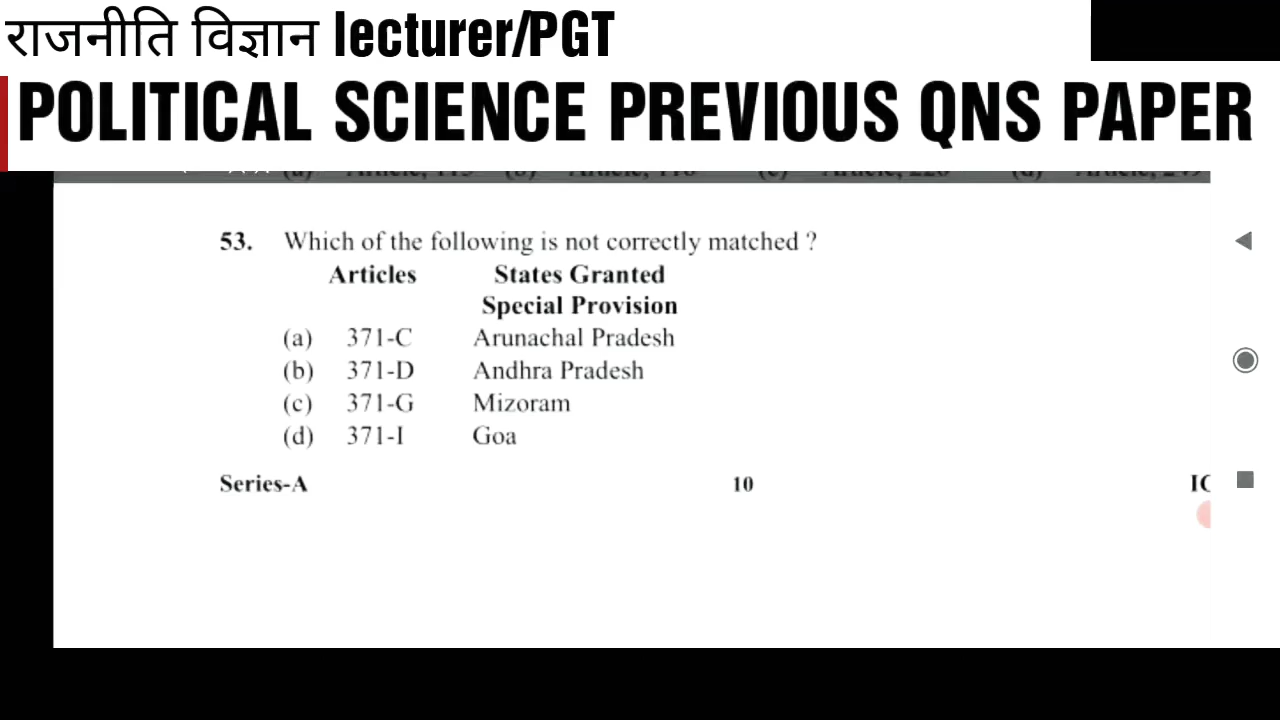 राजनीति विज्ञान lecturer/PGT
POLITICAL SCIENCE PREVIOUS QNS PAPER
53. Which of the following is not correctly matched ?
Articles States Granted
Special Provision
(a) 371-C Arunachal Pradesh
(b) 371-D Andhra Pradesh
(c) 371-G Mizoram
(d) 371-I Goa
Series-A 10